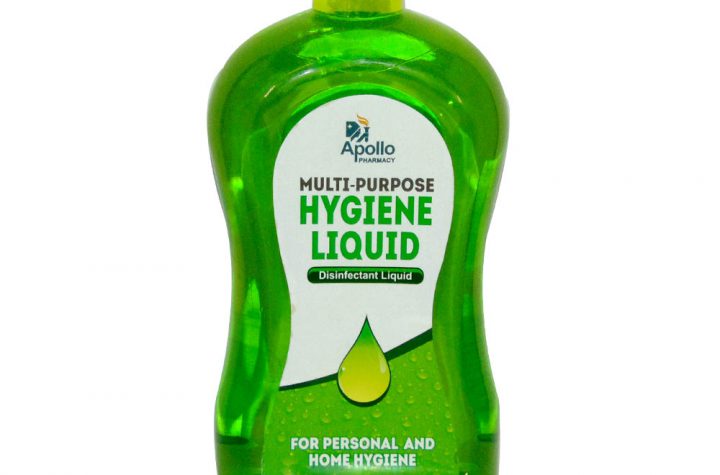 Apollo
PHARMACY
MULTI-PURPOSE
HYGIENE
LIQUID
Disinfectant Liquid
FOR PERSONAL AND
HOME HYGIENE